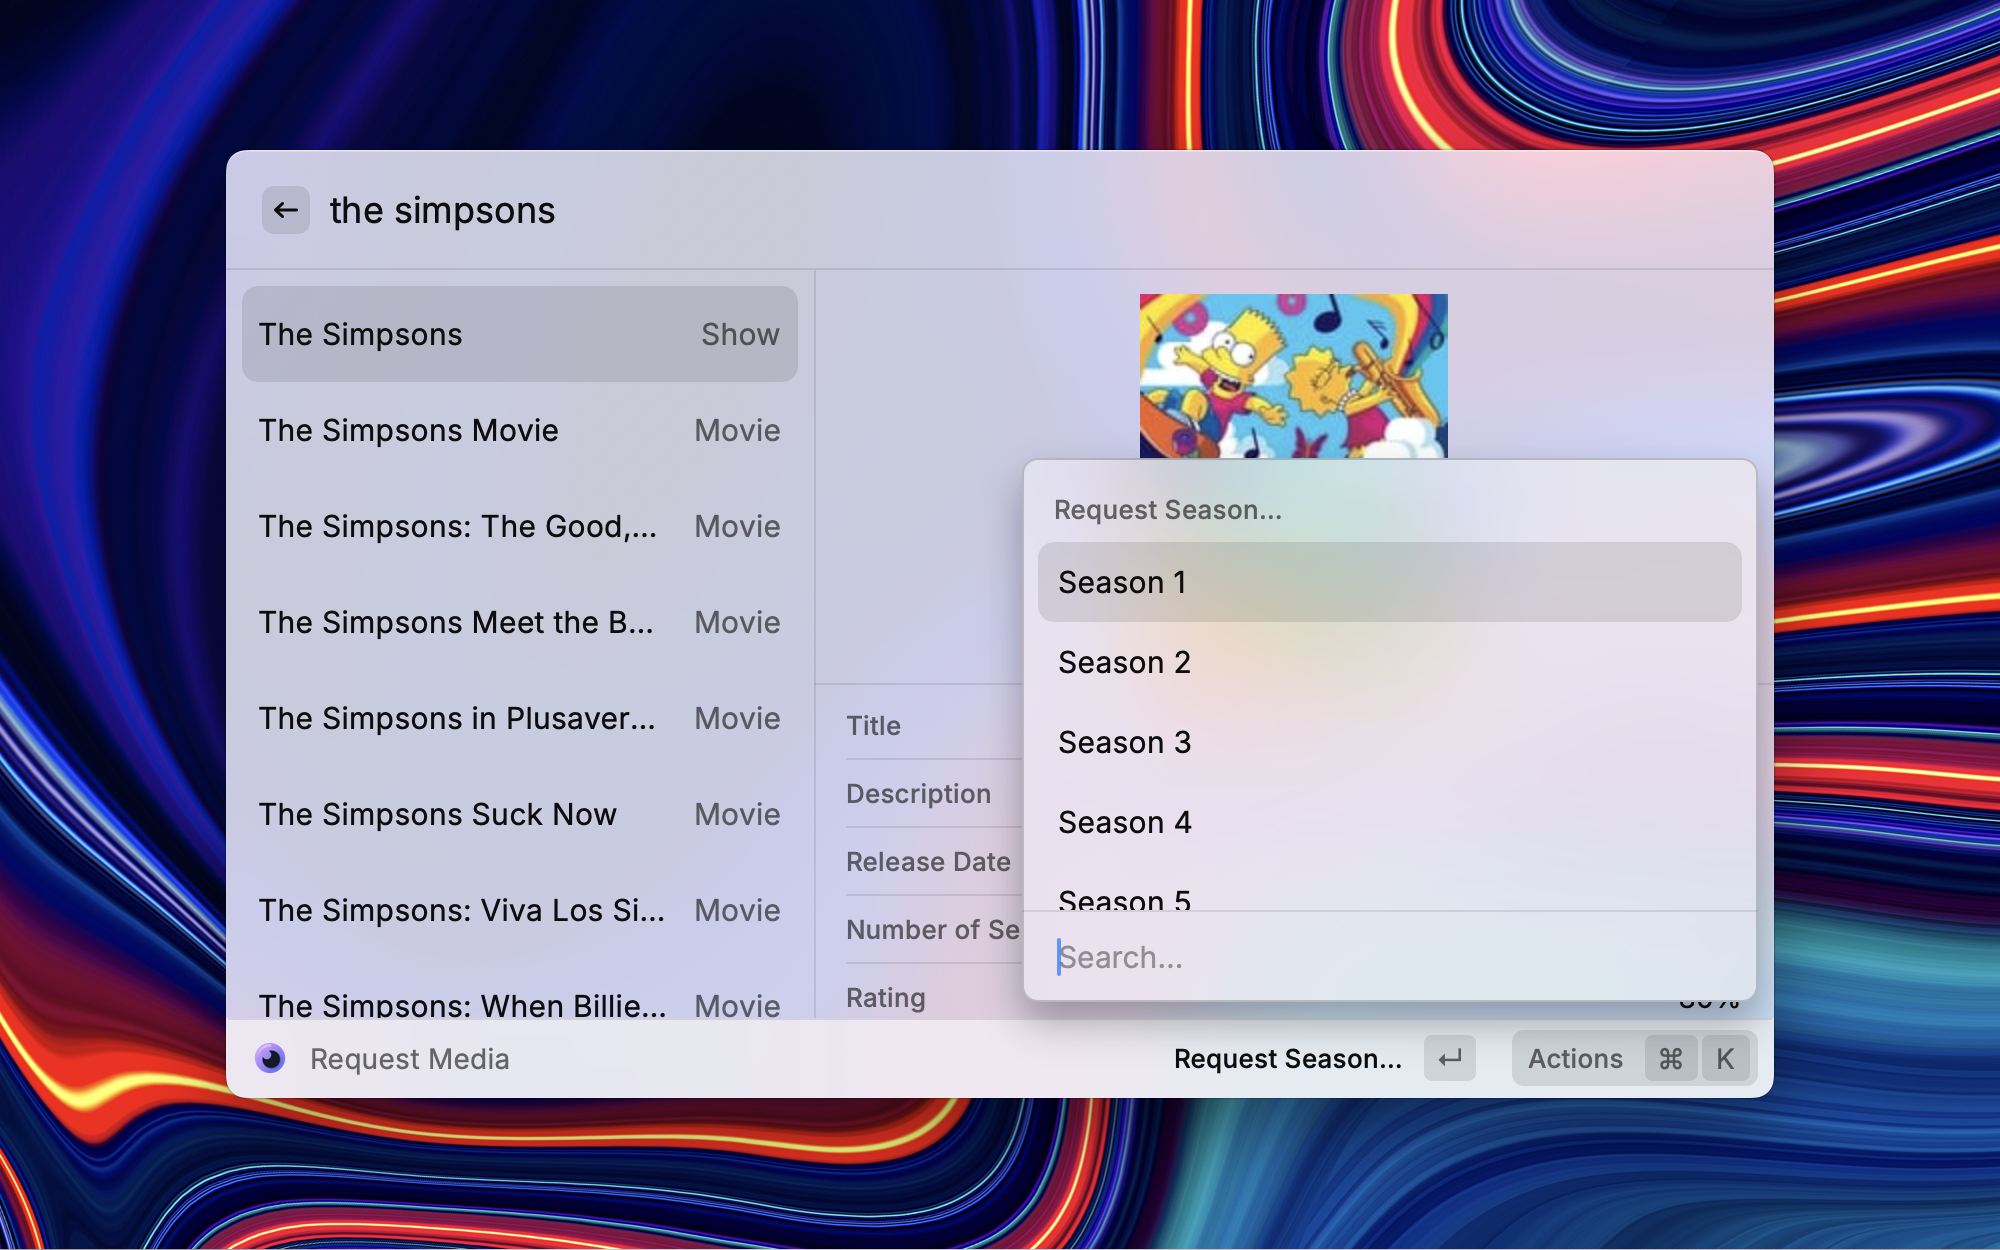 the simpsons
The Simpsons Show
The Simpsons Movie Movie
The Simpsons: The Good,... Movie
The Simpsons Meet the B... Movie
The Simpsons in Plusaver... Movie
The Simpsons Suck Now Movie
The Simpsons: Viva Los Si... Movie
The Simpsons: When Billie... Movie
Title
Description
Release Date
Number of Se
Rating
Request Season...
Season 1
Season 2
Season 3
Season 4
Season 5
Search...
Request Media
Request Season...
Actions ⌘ K